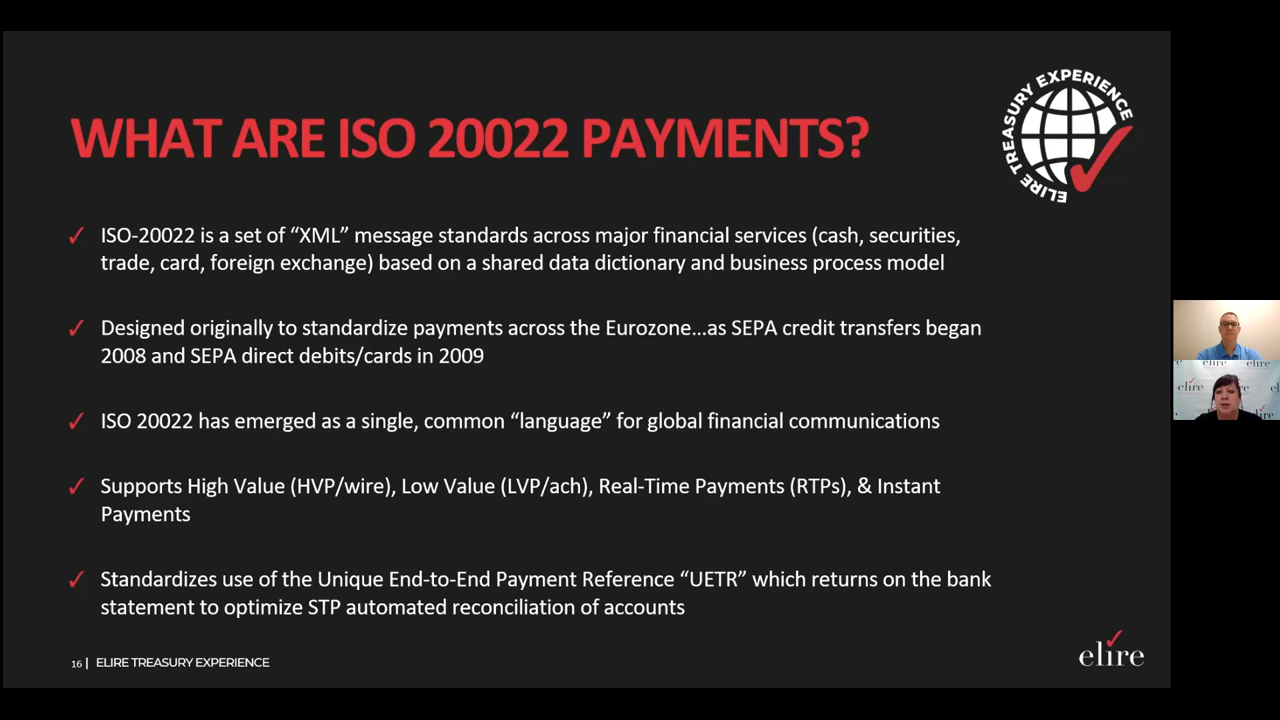 WHAT ARE ISO 20022 PAYMENTS?
ELIRE TREASURY EXPERIENCE
✓ ISO-20022 is a set of “XML” message standards across major financial services (cash, securities,
trade, card, foreign exchange) based on a shared data dictionary and business process model
✓ Designed originally to standardize payments across the Eurozone…as SEPA credit transfers began
2008 and SEPA direct debits/cards in 2009
✓ ISO 20022 has emerged as a single, common “language” for global financial communications
✓ Supports High Value (HVP/wire), Low Value (LVP/ach), Real-Time Payments (RTPs), & Instant
Payments
✓ Standardizes use of the Unique End-to-End Payment Reference “UETR” which returns on the bank
statement to optimize STP automated reconciliation of accounts
16 | ELIRE TREASURY EXPERIENCE
elire
elire
elire